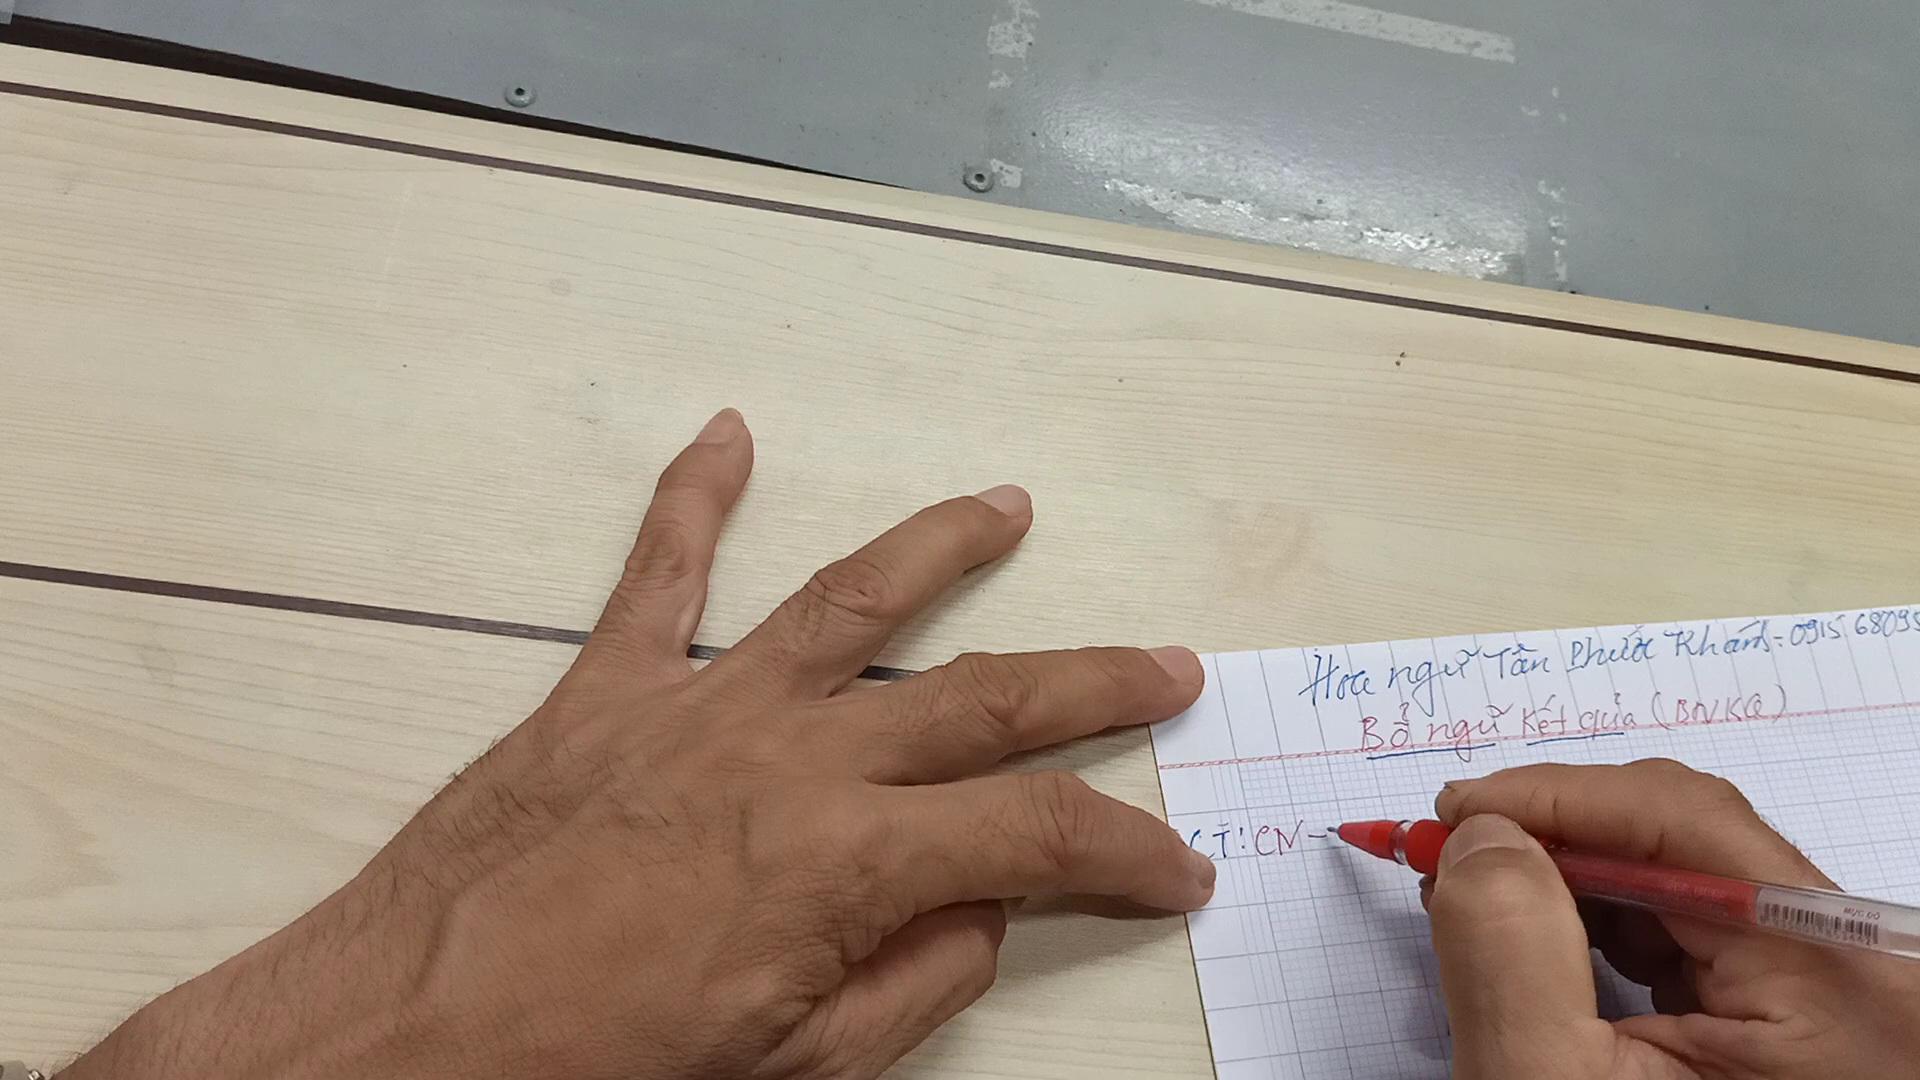 Hoa ngữ Tân Phước Khánh: 0915 68095
Bổ ngữ kết quả (BNKQ)
CT: CN -